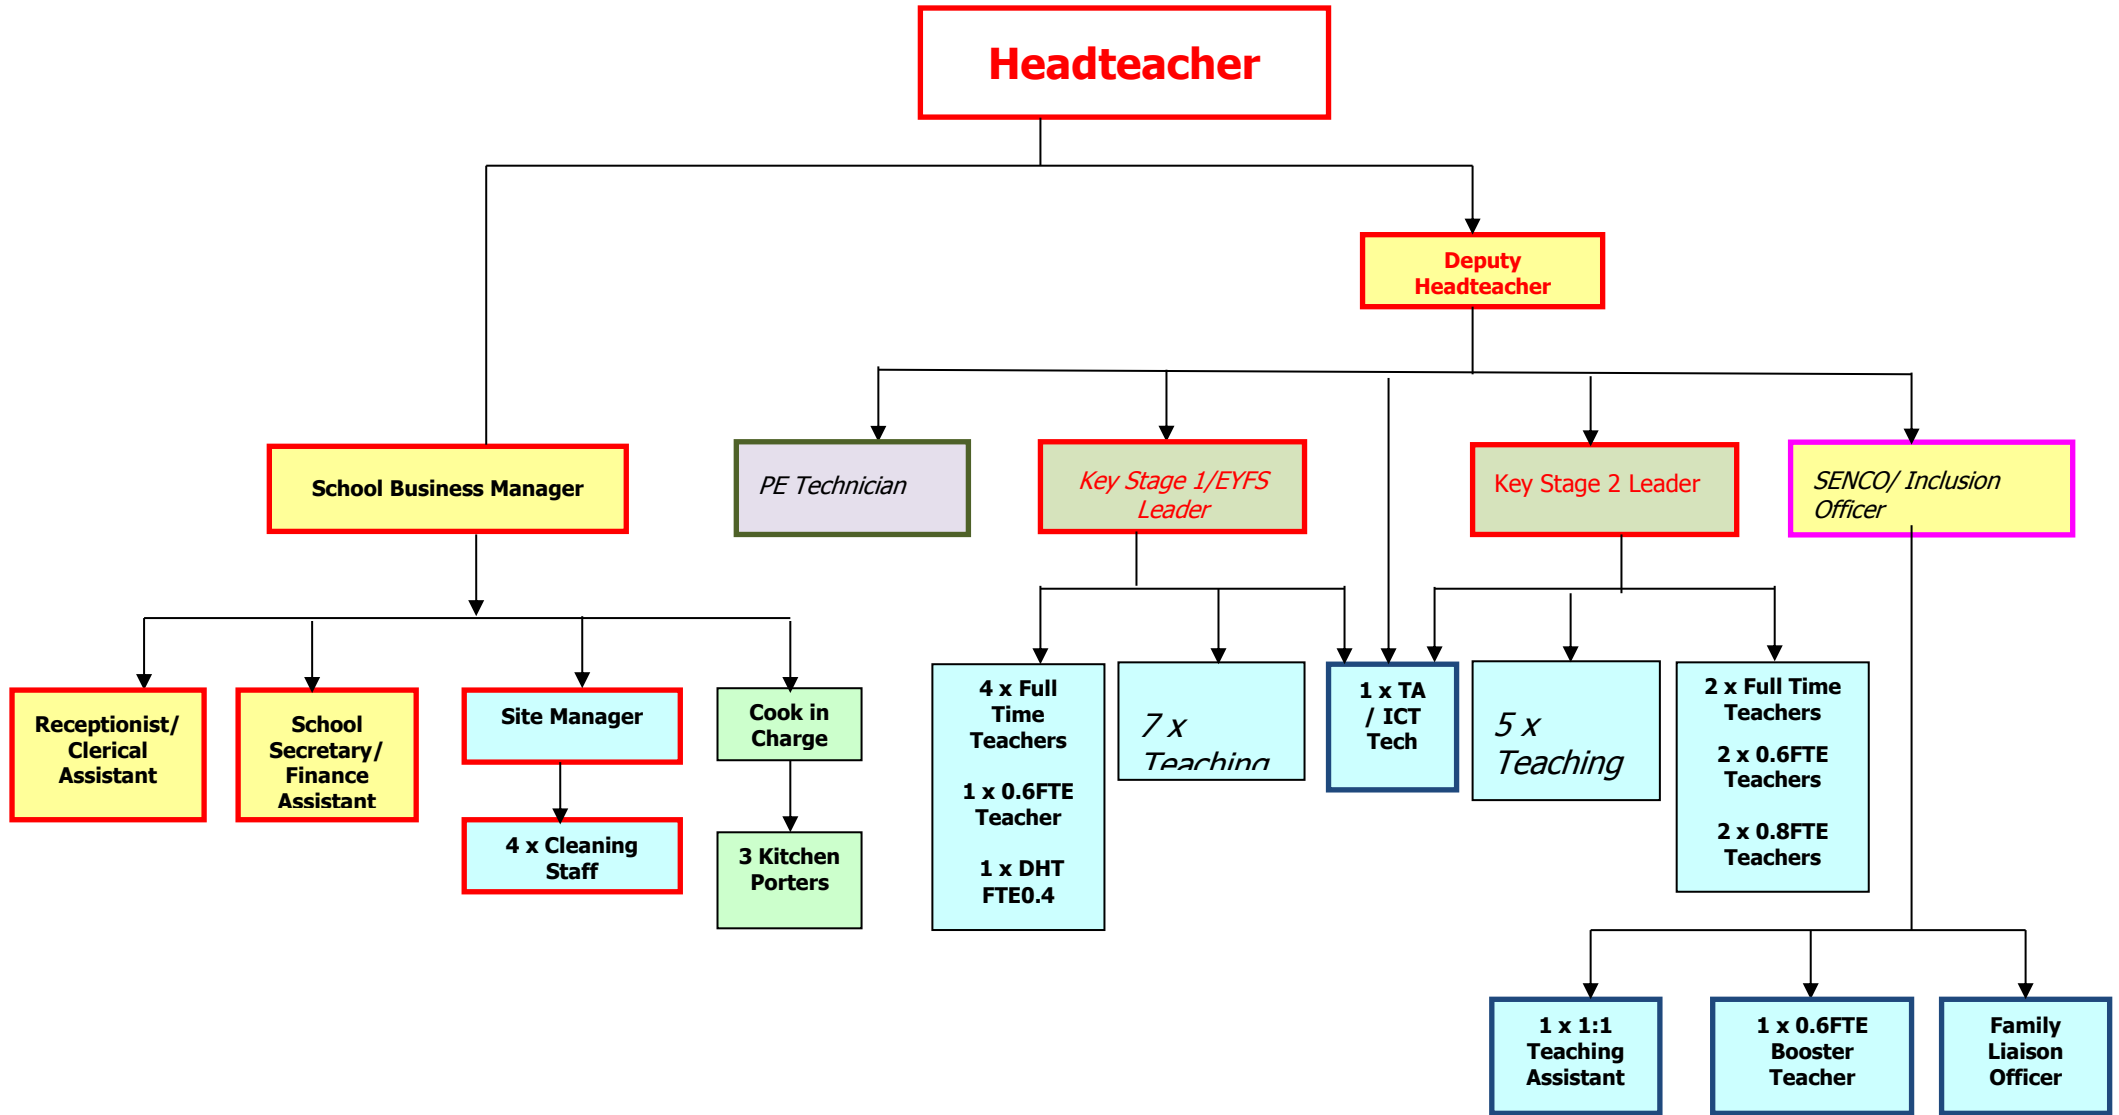 Headteacher
Deputy
Headteacher
School Business Manager
PE Technician
Key Stage 1/EYFS
Leader
Key Stage 2 Leader
SENCO/ Inclusion
Officer
Receptionist/
Clerical
Assistant
School
Secretary/
Finance
Assistant
Site Manager
Cook in
Charge
4 x Full
Time
Teachers
1 x 0.6FTE
Teacher
1 x DHT
FTE0.4
7 x
Teaching
1 x TA
/ ICT
Tech
5 x
Teaching
2 x Full Time
Teachers
2 x 0.6FTE
Teachers
2 x 0.8FTE
Teachers
4 x Cleaning
Staff
3 Kitchen
Porters
1 x 1:1
Teaching
Assistant
1 x 0.6FTE
Booster
Teacher
Family
Liaison
Officer